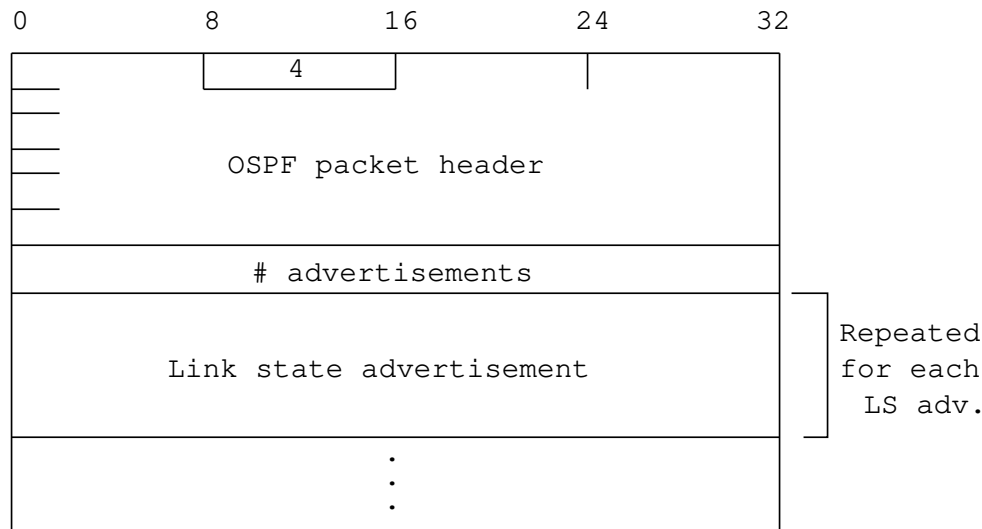 0 8 16 24 32
4
OSPF packet header
# advertisements
Link state advertisement
Repeated
for each
LS adv.
.
.
.